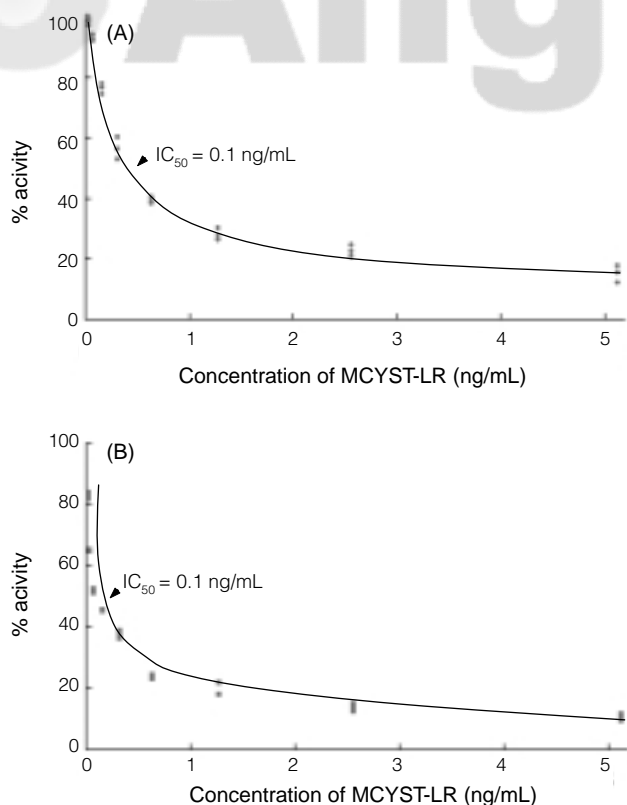 Ang
100
(A)
80
60
IC50 = 0.1 ng/mL
% acivity
40
20
0
0 1 2 3 4 5
Concentration of MCYST-LR (ng/mL)
100
(B)
80
60
IC50 = 0.1 ng/mL
% acivity
40
20
0
0 1 2 3 4 5
Concentration of MCYST-LR (ng/mL)